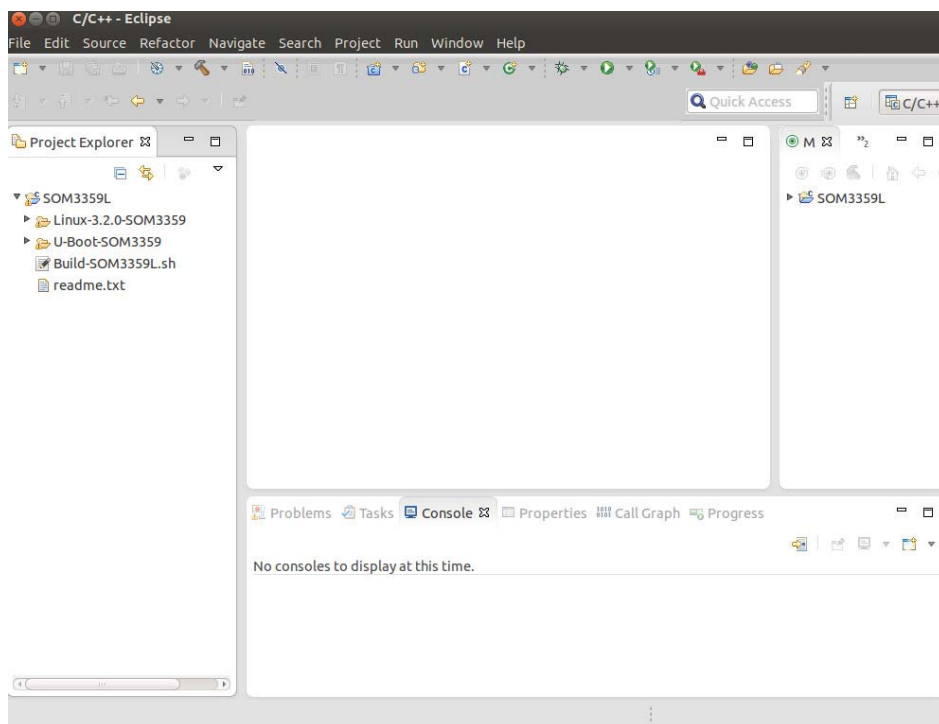 C/C++ - Eclipse
File Edit Source Refactor Navigate Search Project Run Window Help
Quick Access
C/C++
Project Explorer
M
»2
SOM3359L
Linux-3.2.0-SOM3359
U-Boot-SOM3359
Build-SOM3359L.sh
readme.txt
SOM3359L
Problems Tasks Console Properties Call Graph Progress
No consoles to display at this time.